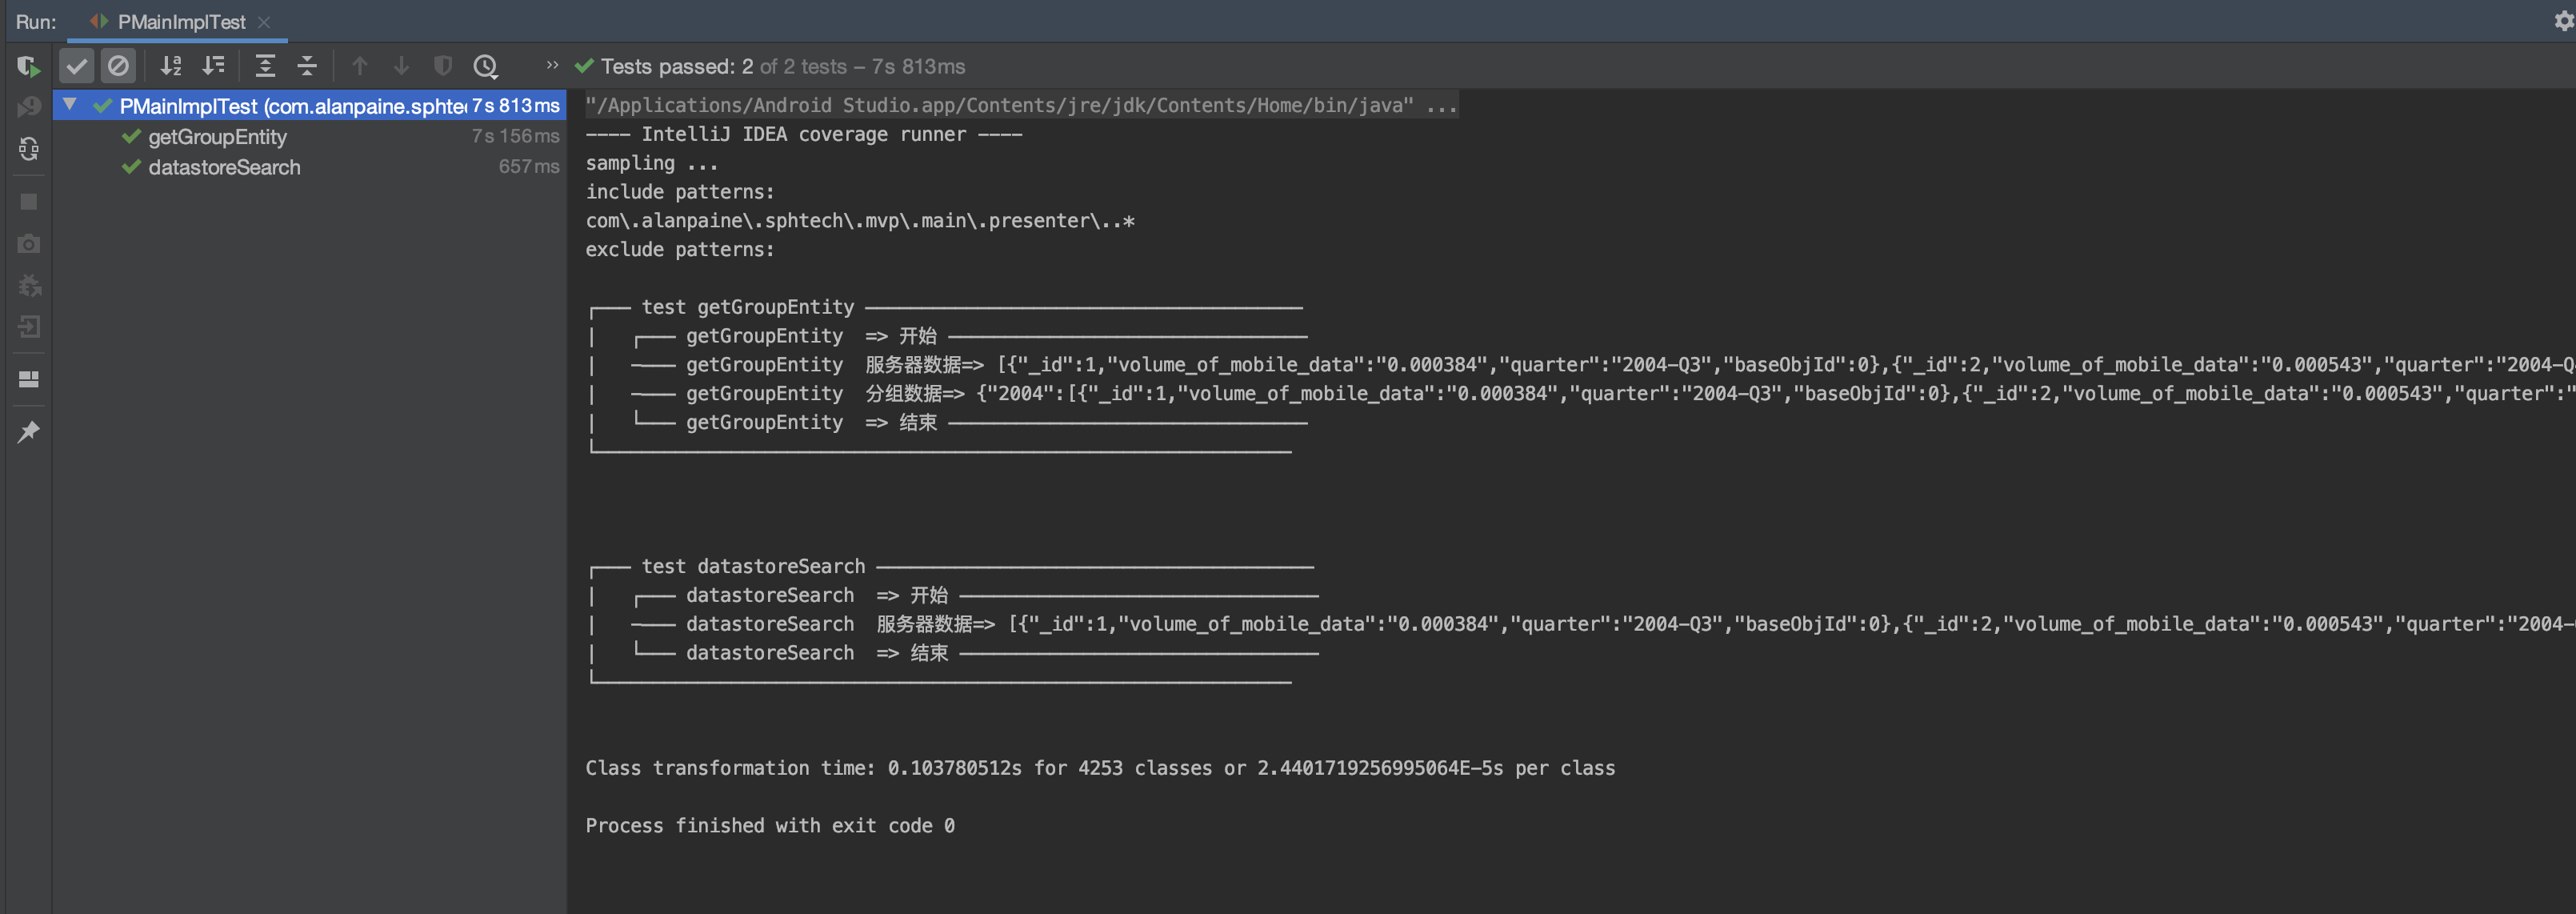 Run: PMainImplTest
» Tests passed: 2 of 2 tests – 7s 813ms
PMainImplTest (com.alanpaine.sphte 7s 813ms
getGroupEntity 7s 156ms
datastoreSearch 657ms
"/Applications/Android Studio.app/Contents/jre/jdk/Contents/Home/bin/java" ...
---- IntelliJ IDEA coverage runner ----
sampling ...
include patterns:
com\.alanpaine\.sphtech\.mvp\.main\.presenter\..*
exclude patterns:
┌─── test getGroupEntity ───────────────────────────────────────
| ┌─── getGroupEntity => 开始 ────────────────────────────────
| ──── getGroupEntity 服务器数据=> [{"_id":1,"volume_of_mobile_data":"0.000384","quarter":"2004-Q3","baseObjId":0},{"_id":2,"volume_of_mobile_data":"0.000543","quarter":"2004-Q
| ──── getGroupEntity 分组数据=> {"2004":[{"_id":1,"volume_of_mobile_data":"0.000384","quarter":"2004-Q3","baseObjId":0},{"_id":2,"volume_of_mobile_data":"0.000543","quarter":"
| └─── getGroupEntity => 结束 ────────────────────────────────
└──────────────────────────────────────────────────────────────
┌─── test datastoreSearch ───────────────────────────────────────
| ┌─── datastoreSearch => 开始 ────────────────────────────────
| ─── datastoreSearch 服务器数据=> [{"_id":1,"volume_of_mobile_data":"0.000384","quarter":"2004-Q3","baseObjId":0},{"_id":2,"volume_of_mobile_data":"0.000543","quarter":"2004-
| └─── datastoreSearch => 结束 ────────────────────────────────
└──────────────────────────────────────────────────────────────
Class transformation time: 0.103780512s for 4253 classes or 2.4401719256995064E-5s per class
Process finished with exit code 0